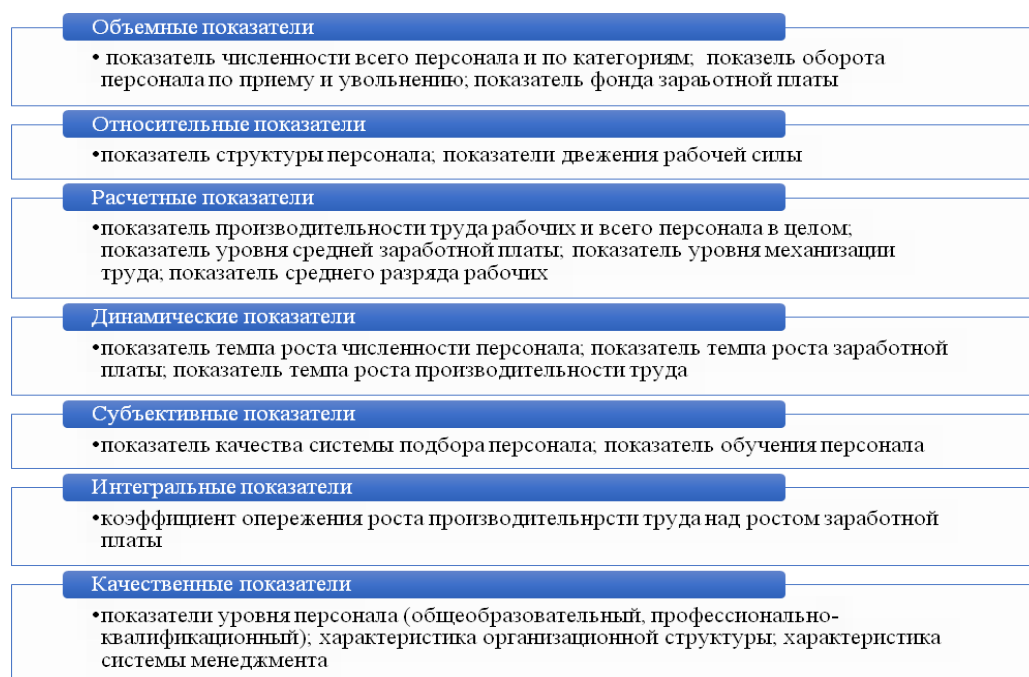 Объемные показатели
• показатель численности всего персонала и по категориям; показель оборота
персонала по приему и увольнению; показатель фонда зараьотной платы
Относительные показатели
•показатель структуры персонала; показатели двежения рабочей силы
Расчетные показатели
•показатель производительности труда рабочих и всего персонала в целом;
показатель уровня средней заработной платы; показатель уровня механизации
труда; показатель среднего разряда рабочих
Динамические показатели
•показатель темпа роста численности персонала; показатель темпа роста заработной
платы; показатель темпа роста производительности труда
Субъективные показатели
•показатель качества системы подбора персонала; показатель обучения персонала
Интегральные показатели
•коэффициент опережения роста производительнрсти труда над ростом заработной
платы
Качественные показатели
•показатели уровня персонала (общеобразовательный, профессионально-
квалификационный); характеристика организационной структуры; характеристика
системы менеджмента